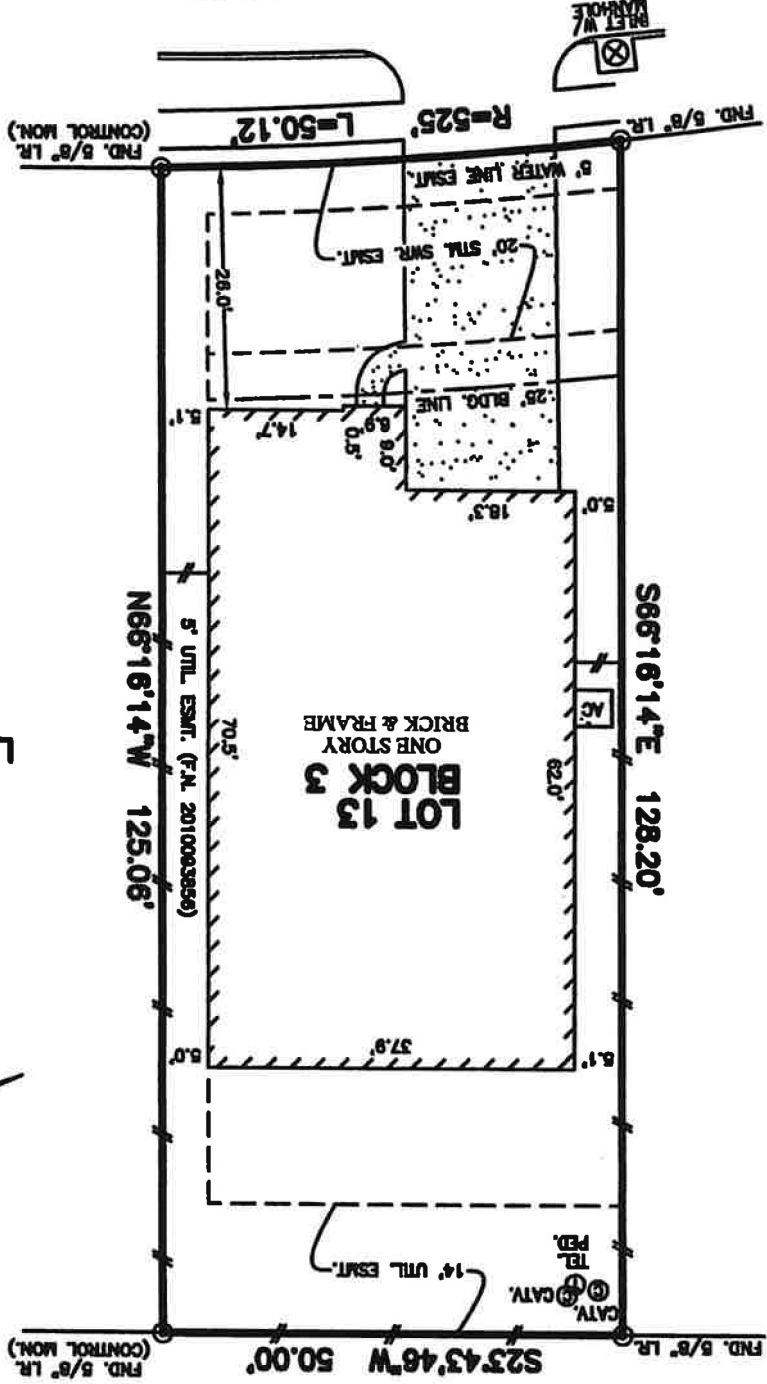 S23°43'46"W 50.00'
FND. 5/8" I.R.
(CONTROL MON.)
FND. 5/8" I.R.
14' UTIL ESMT.
CATV.
CATV.
TEL.
PED.
5.0'
37.9'
5.1'
N66°16'14"W 125.06'
5' UTIL. ESMT. (F.N. 2010093856)
70.5'
LOT 13
BLOCK 3
ONE STORY
BRICK & FRAME
62.0'
AC.
S66°16'14"E 128.20'
5.1'
14.7'
0.5'
6.9'
9.0'
18.3'
5.0'
25' BLDG. LINE
26.0'
20' STM. SWR. ESMT.
8' WATER LINE ESMT.
FND. 5/8" I.R.
(CONTROL MON.)
L=50.12'
R=525'
FND. 5/8" I.R.
INLET W/
MANHOLE